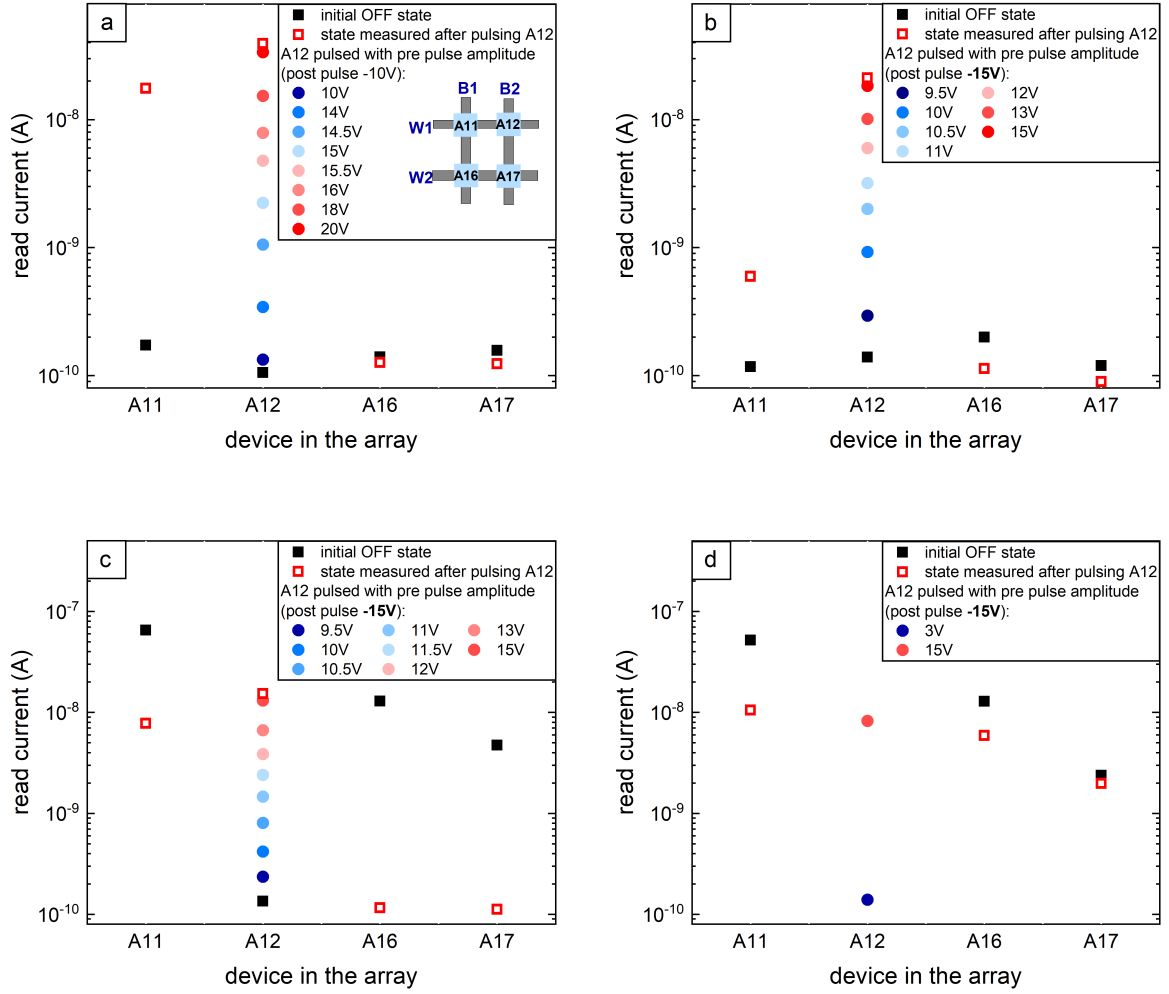 a
initial OFF state
state measured after pulsing A12
A12 pulsed with pre pulse amplitude
(post pulse -10V):
10V
14V
14.5V
15V
15.5V
16V
18V
20V
B1 B2
W1 A11 A12
W2 A16 A17
read current (A)
10-8
10-9
10-10
A11 A12 A16 A17
device in the array
b
initial OFF state
state measured after pulsing A12
A12 pulsed with pre pulse amplitude
(post pulse -15V):
9.5V 12V
10V 13V
10.5V 15V
11V
read current (A)
10-8
10-9
10-10
A11 A12 A16 A17
device in the array
c
initial OFF state
state measured after pulsing A12
A12 pulsed with pre pulse amplitude
(post pulse -15V):
9.5V 11V 13V
10V 11.5V 15V
10.5V 12V
read current (A)
10-7
10-8
10-9
10-10
A11 A12 A16 A17
device in the array
d
initial OFF state
state measured after pulsing A12
A12 pulsed with pre pulse amplitude
(post pulse -15V):
3V
15V
read current (A)
10-7
10-8
10-9
10-10
A11 A12 A16 A17
device in the array